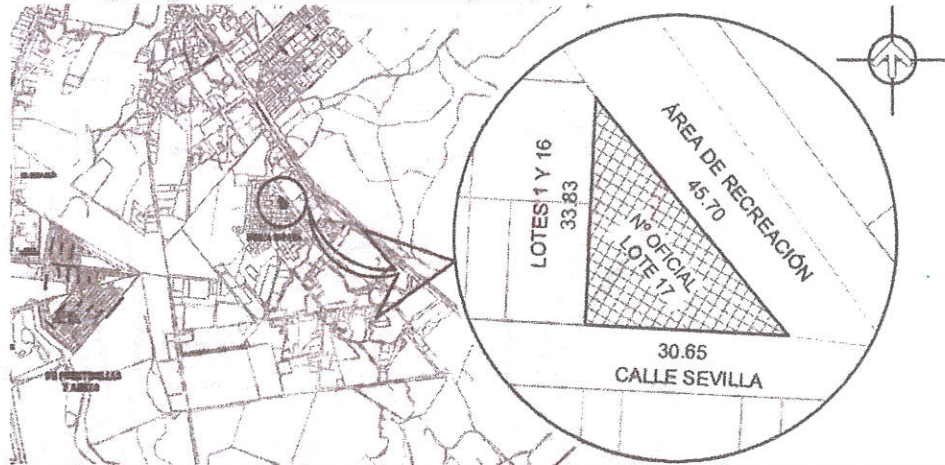 LOTES 1 Y 16
33.83
ÁREA DE RECREACIÓN
45.70
Nº OFICIAL
LOTE 17
30.65
CALLE SEVILLA